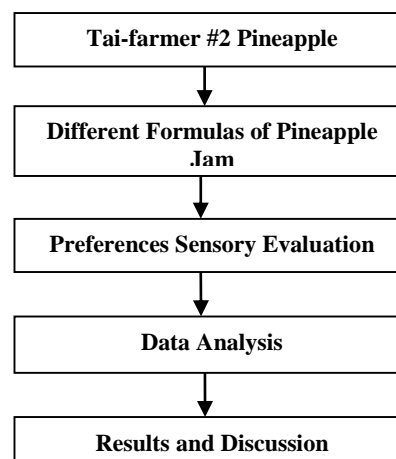 Tai-farmer #2 Pineapple
Different Formulas of Pineapple
Jam
Preferences Sensory Evaluation
Data Analysis
Results and Discussion